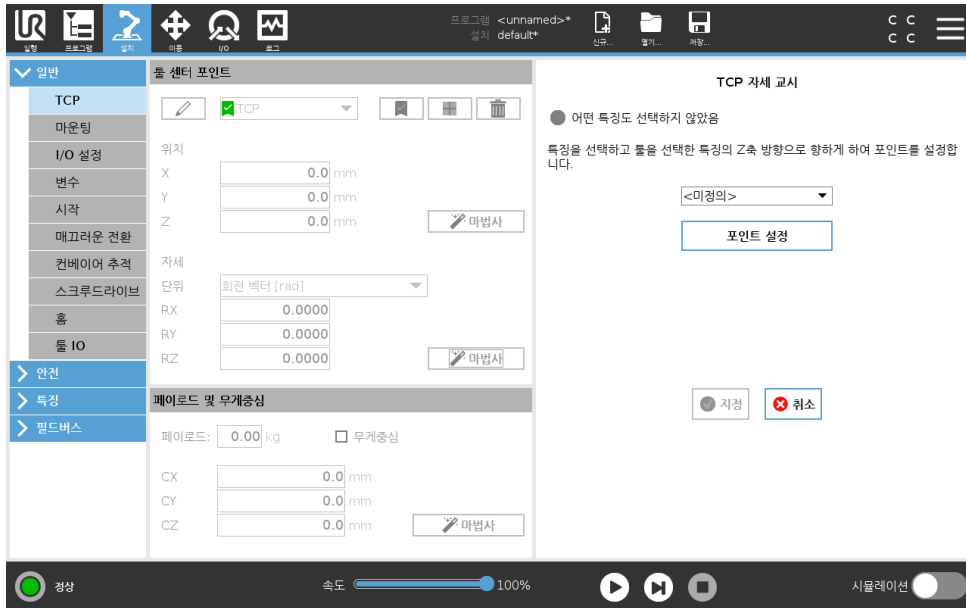 UR
실행
프로그램
설치
이동
I/O
로그
프로그램 <unnamed>*
설치 default*
신규...
열기...
저장...
C C
C C
일반
TCP
마운팅
I/O 설정
변수
시작
매끄러운 전환
컨베이어 추적
스크루드라이브
홈
툴 IO
안전
특징
필드버스
툴 센터 포인트
TCP
위치
X 0.0 mm
Y 0.0 mm
Z 0.0 mm
마법사
자세
단위 회전 벡터 [rad]
RX 0.0000
RY 0.0000
RZ 0.0000
마법사
페이로드 및 무게중심
페이로드: 0.00 kg 무게중심
CX 0.0 mm
CY 0.0 mm
CZ 0.0 mm
마법사
TCP 자세 교시
어떤 특징도 선택하지 않았음
특징을 선택하고 툴을 선택한 특징의 Z축 방향으로 향하게 하여 포인트를 설정합
니다.
<미정의>
포인트 설정
지정
취소
정상
속도 100%
시뮬레이션